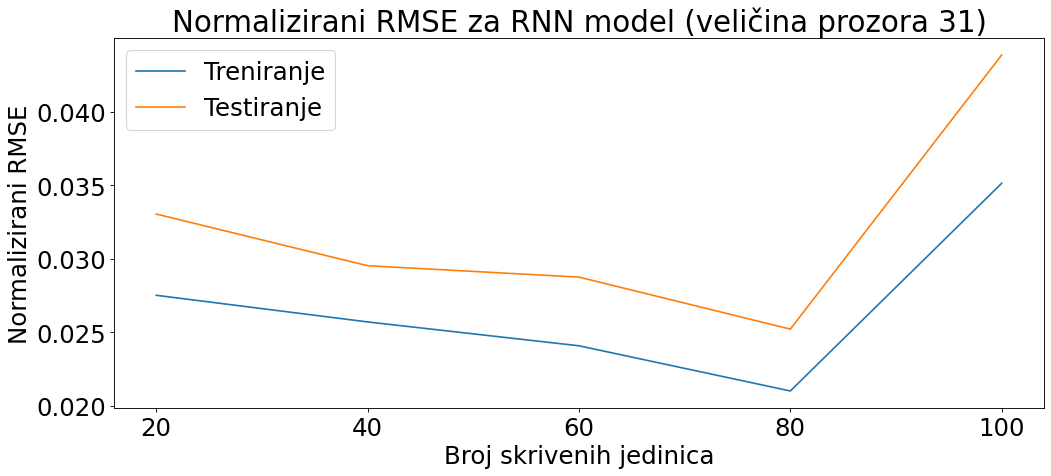 Normalizirani RMSE za RNN model (veličina prozora 31)
Treniranje
Testiranje
Normalizirani RMSE
0.040
0.035
0.030
0.025
0.020
20 40 60 80 100
Broj skrivenih jedinica